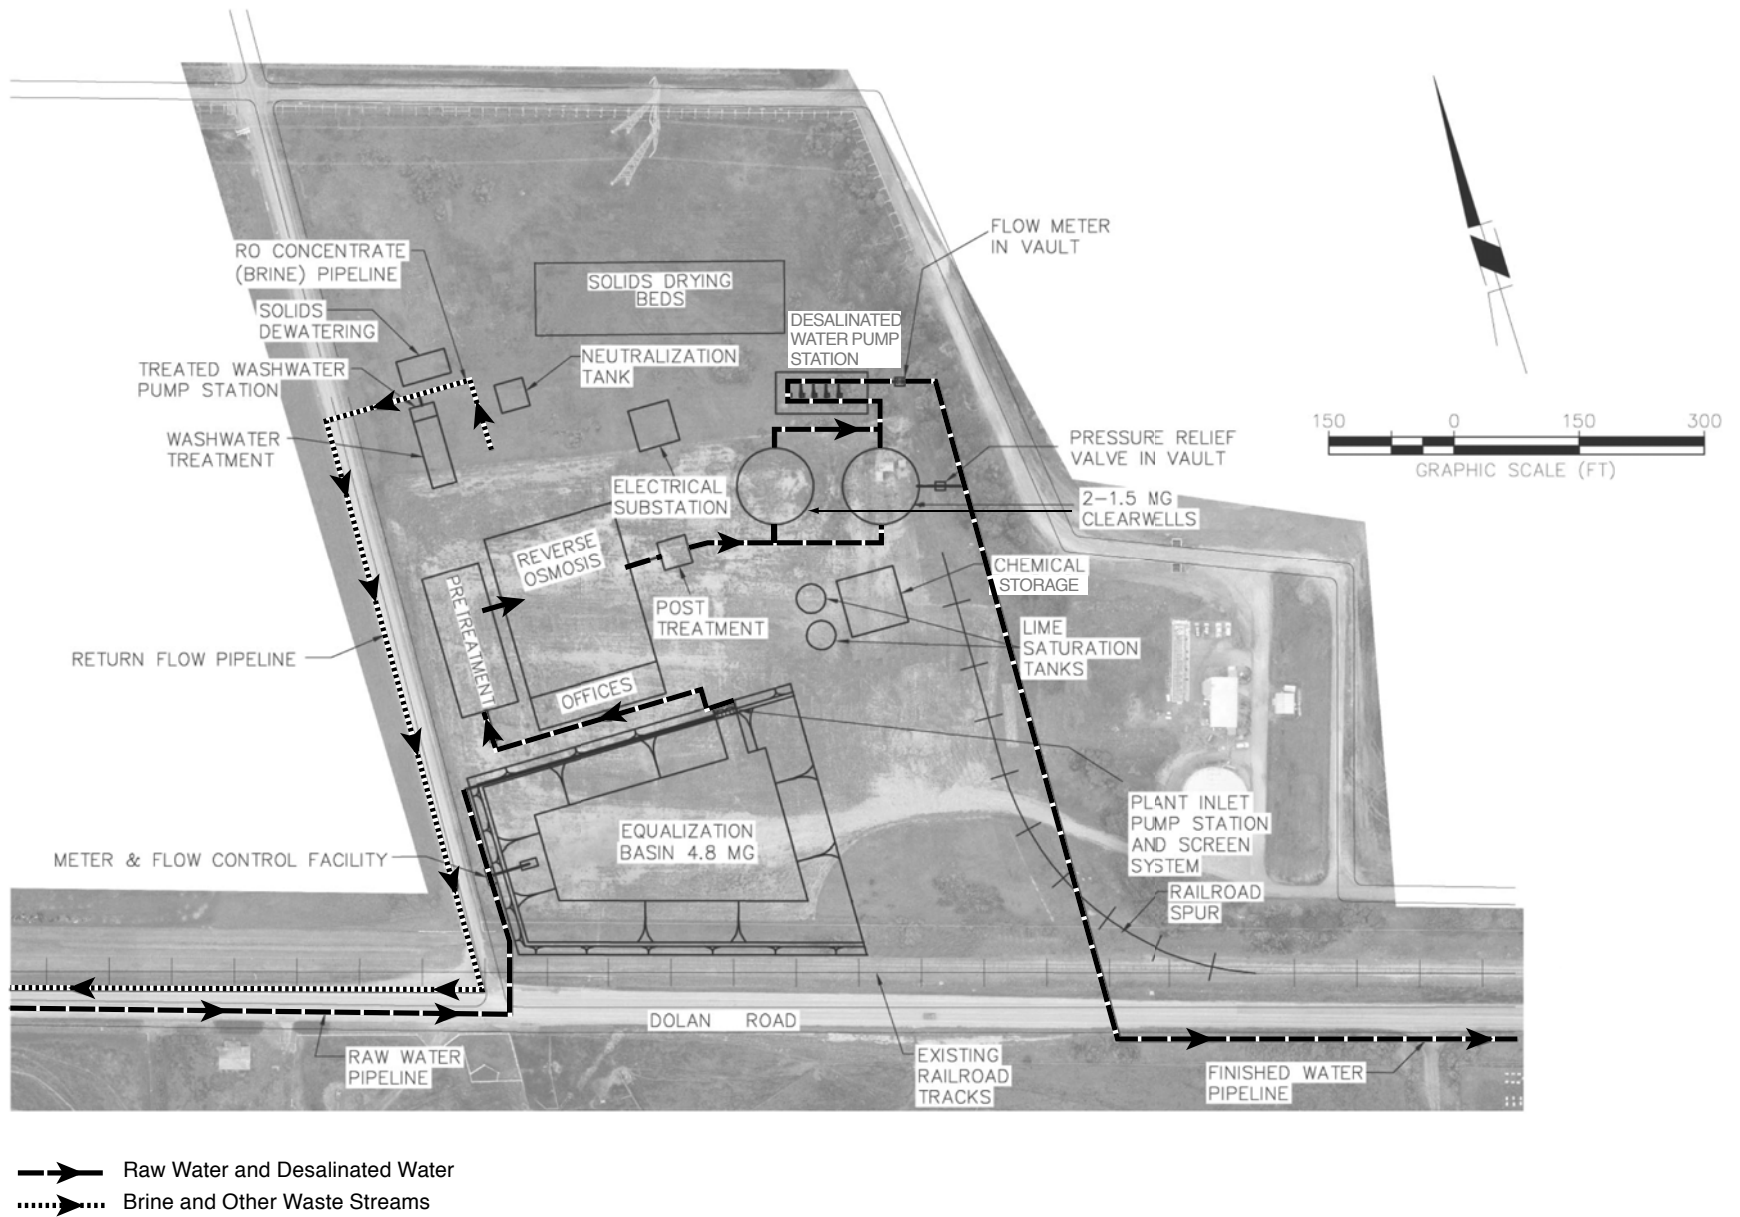 RO CONCENTRATE
(BRINE) PIPELINE
SOLIDS
DEWATERING
TREATED WASHWATER
PUMP STATION
WASHWATER
TREATMENT
SOLIDS DRYING
BEDS
NEUTRALIZATION
TANK
DESALINATED
WATER PUMP
STATION
FLOW METER
IN VAULT
150 0 150 300
GRAPHIC SCALE (FT)
PRESSURE RELIEF
VALVE IN VAULT
2-1.5 MG
CLEARWELLS
ELECTRICAL
SUBSTATION
REVERSE
OSMOSIS
PRETREATMENT
POST
TREATMENT
CHEMICAL
STORAGE
LIME
SATURATION
TANKS
RETURN FLOW PIPELINE
OFFICES
EQUALIZATION
BASIN 4.8 MG
METER & FLOW CONTROL FACILITY
PLANT INLET
PUMP STATION
AND SCREEN
SYSTEM
RAILROAD
SPUR
DOLAN ROAD
RAW WATER
PIPELINE
EXISTING
RAILROAD
TRACKS
FINISHED WATER
PIPELINE
Raw Water and Desalinated Water
Brine and Other Waste Streams